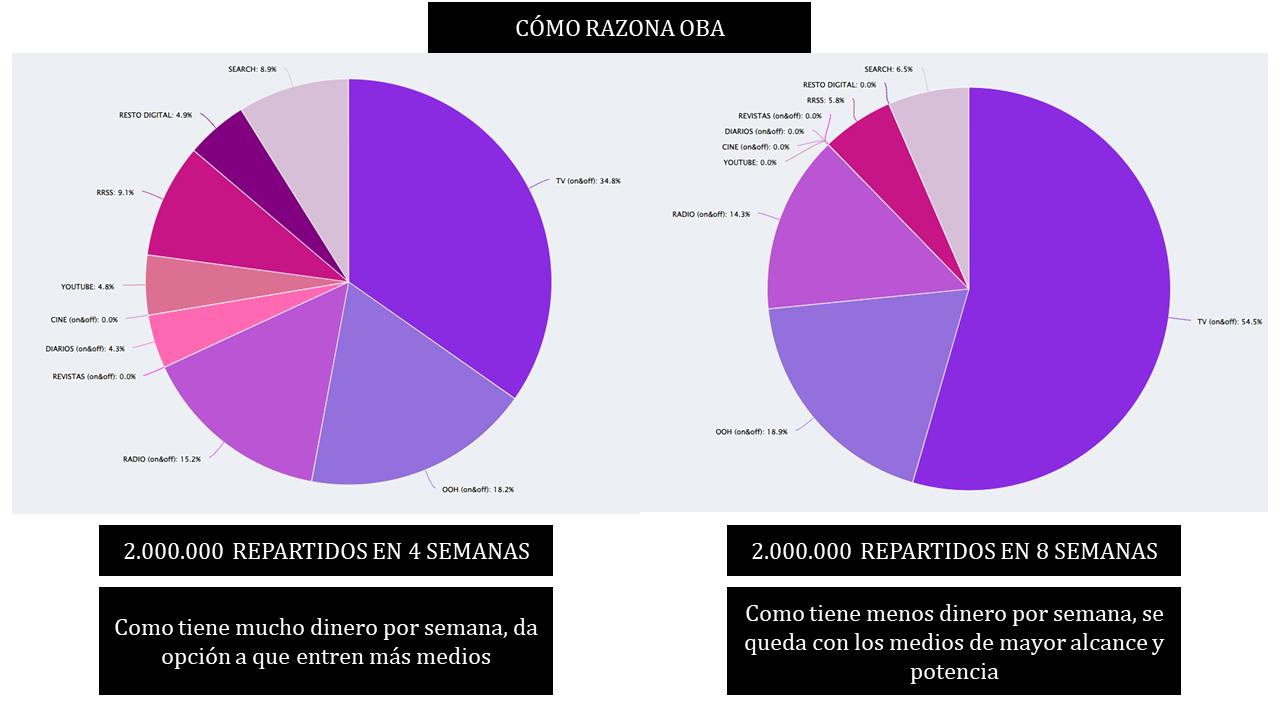 CÓMO RAZONA OBA
SEARCH: 8.9%
RESTO DIGITAL: 4.9%
RRSS: 9.1%
YOUTUBE: 4.8%
CINE (on&off): 0.0%
DIARIOS (on&off): 4.3%
REVISTAS (on&off): 0.0%
RADIO (on&off): 15.2%
OOH (on&off): 18.2%
TV (on&off): 34.8%
2.000.000 REPARTIDOS EN 4 SEMANAS
Como tiene mucho dinero por semana, da
opción a que entren más medios
SEARCH: 6.5%
RESTO DIGITAL: 0.0%
RRSS: 5.8%
REVISTAS (on&off): 0.0%
DIARIOS (on&off): 0.0%
CINE (on&off): 0.0%
YOUTUBE: 0.0%
RADIO (on&off): 14.3%
OOH (on&off): 18.9%
TV (on&off): 54.5%
2.000.000 REPARTIDOS EN 8 SEMANAS
Como tiene menos dinero por semana, se
queda con los medios de mayor alcance y
potencia